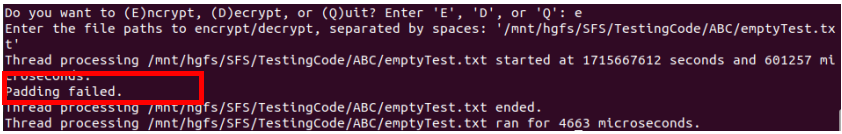 Do you want to (E)ncrypt, (D)ecrypt, or (Q)uit? Enter 'E', 'D', or 'Q': e
Enter the file paths to encrypt/decrypt, separated by spaces: '/mnt/hgfs/SFS/TestingCode/ABC/emptyTest.tx
t'
Thread processing /mnt/hgfs/SFS/TestingCode/ABC/emptyTest.txt started at 1715667612 seconds and 601257 mi
croseconds.
Padding failed.
Thread processing /mnt/hgfs/SFS/TestingCode/ABC/emptyTest.txt ended.
Thread processing /mnt/hgfs/SFS/TestingCode/ABC/emptyTest.txt ran for 4663 microseconds.